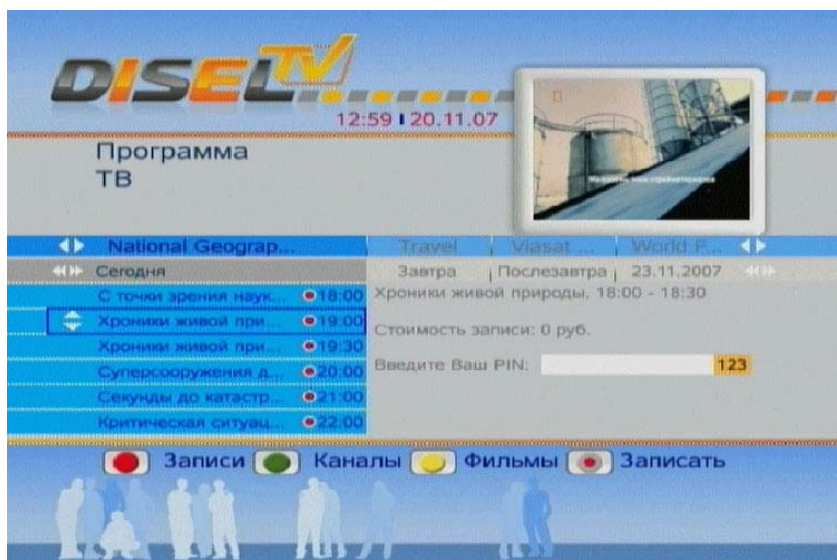 DISEL TV
12:59 20.11.07
Программа
ТВ
National Geograp... Travel Viasat ... World F...
Сегодня Завтра Послезавтра 23.11.2007
С точки зрения наук... 18:00
Хроники живой природы, 18:00 - 18:30
Хроники живой при... 19:00
Стоимость записи: 0 руб.
Хроники живой при... 19:30
Введите Ваш PIN: 123
Суперсооружения д... 20:00
Секунды до катастр... 21:00
Критическая ситуац... 22:00
Записи Каналы Фильмы Записать